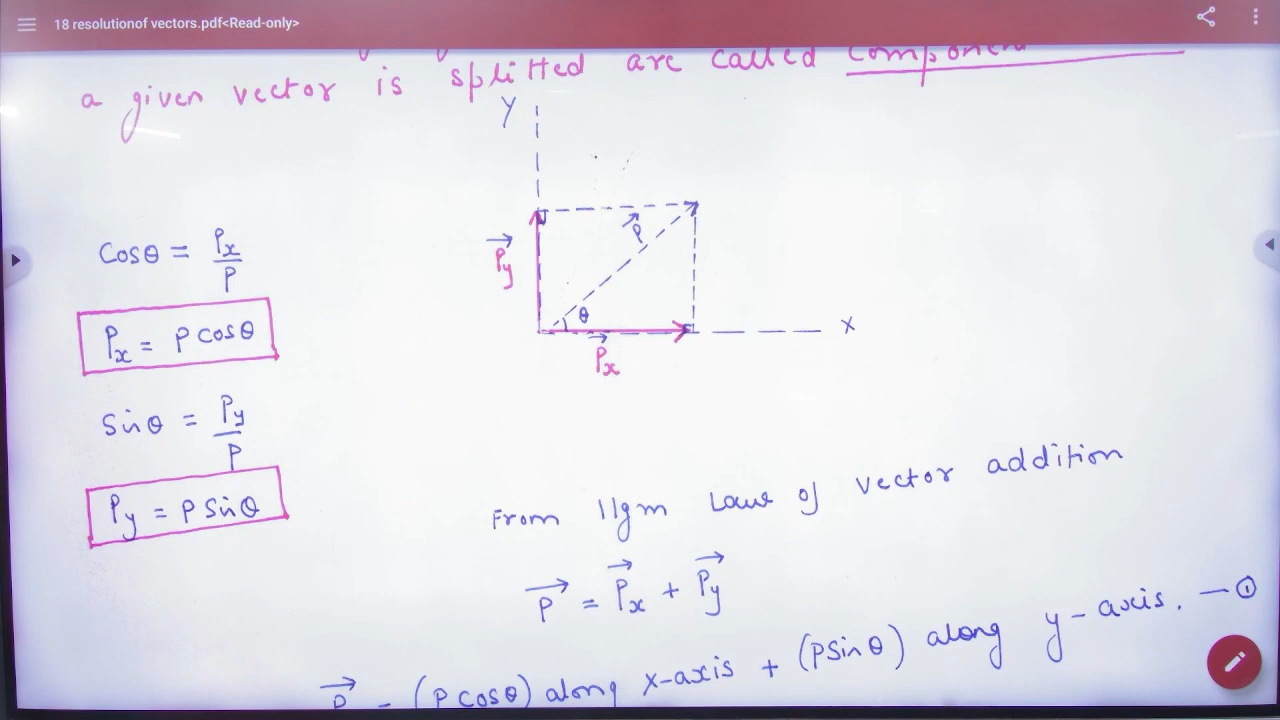 18 resolutionof vectors.pdf<Read-only>
a given vector is splitted are called
Y
Cosθ = Px/P
P
Py
Px = P cosθ
θ
X
Px
Sinθ = Py/P
Py = P Sinθ
From 11gm Law of vector addition
P = Px + Py
P = (P cosθ) along x-axis + (P Sinθ) along y-axis. — ①